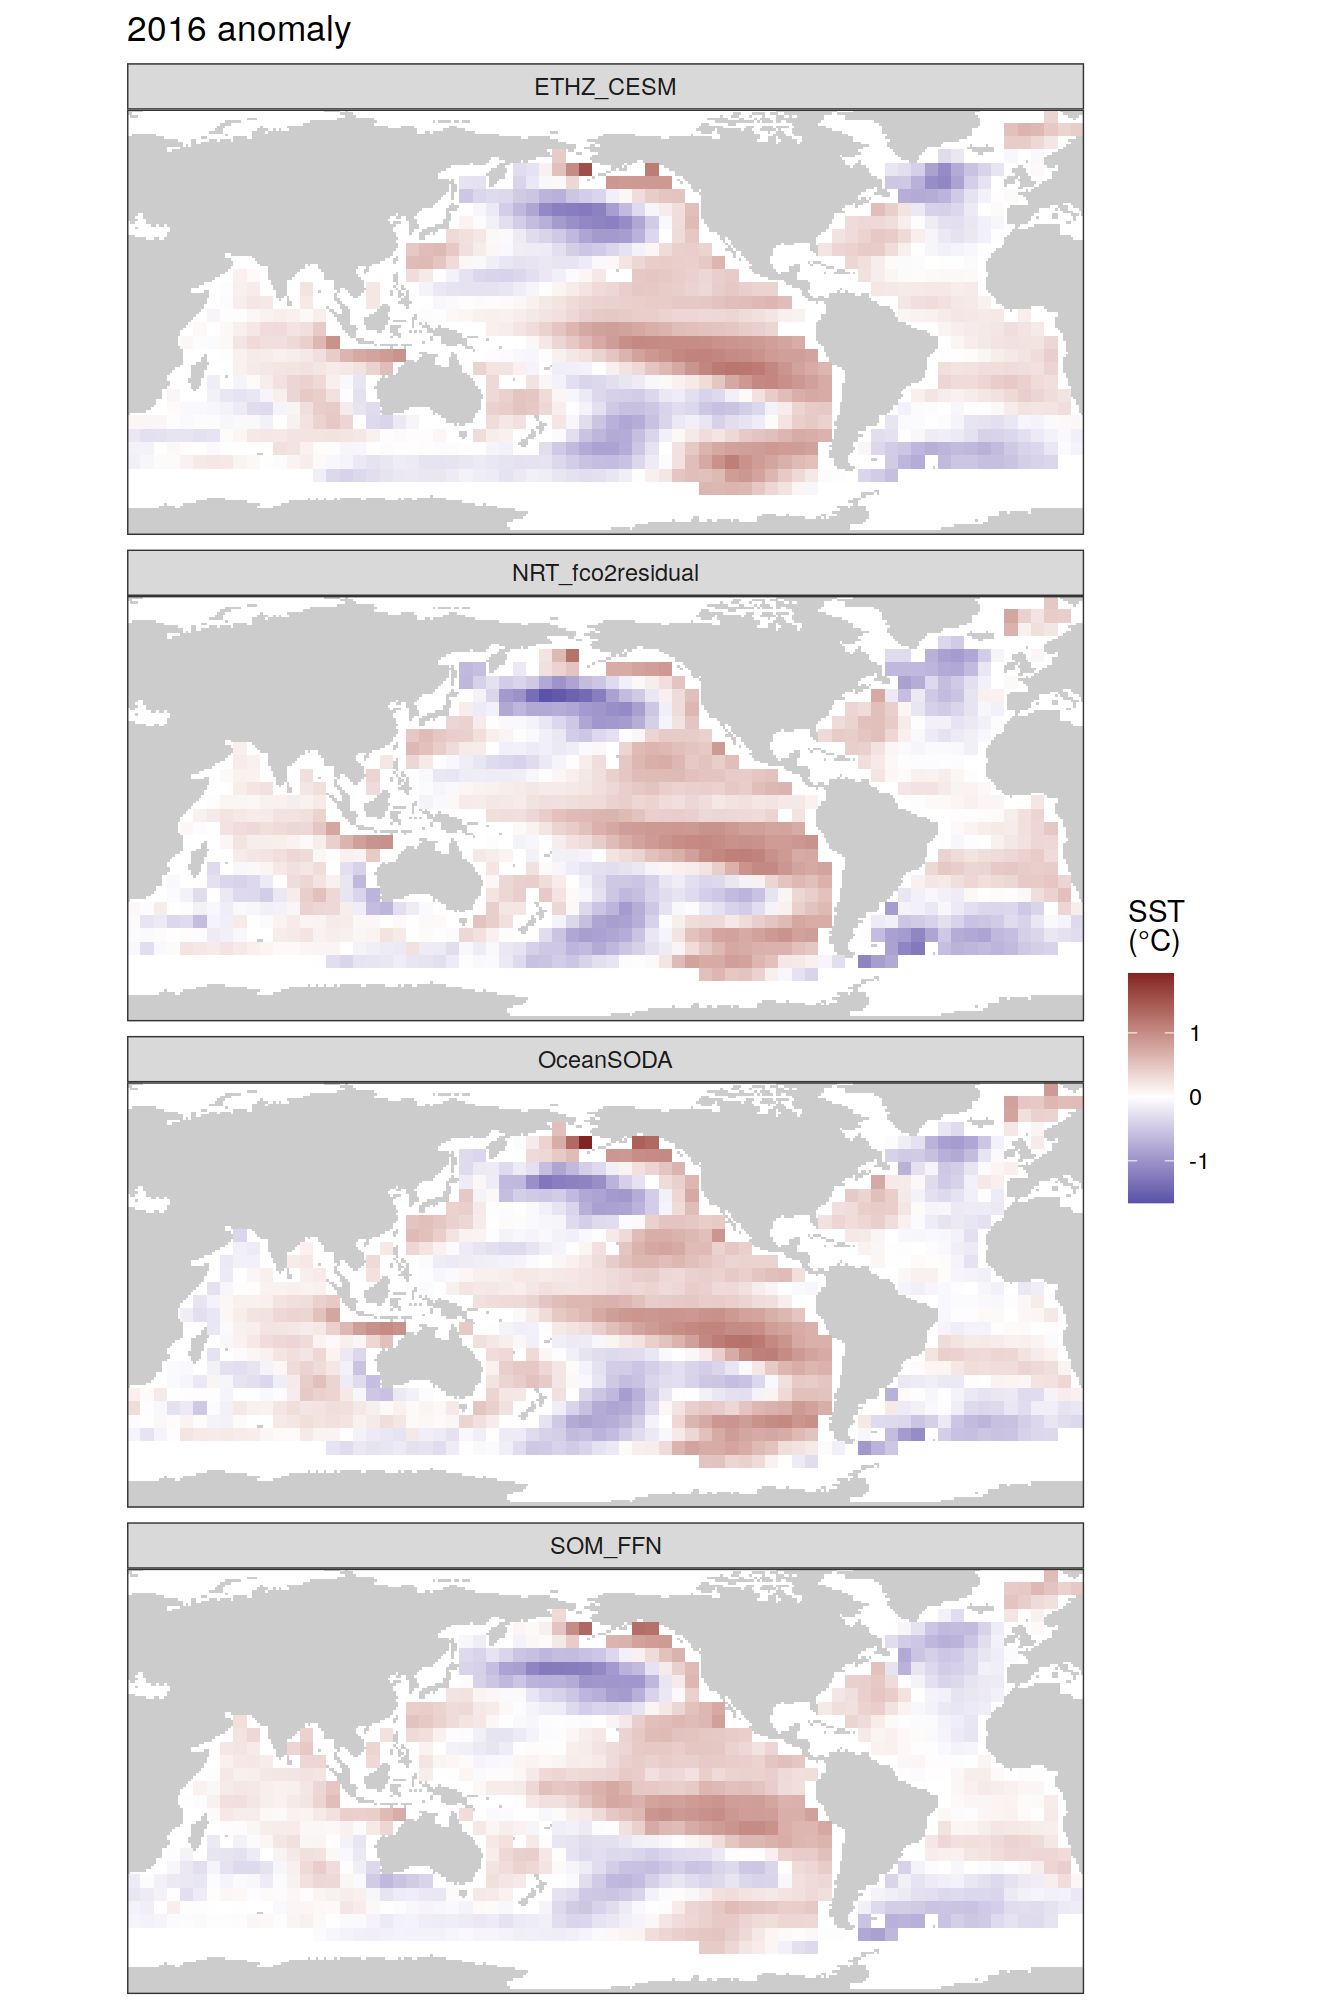 2016 anomaly
ETHZ_CESM
NRT_fco2residual
OceanSODA
SOM_FFN
SST
(°C)
1
0
-1